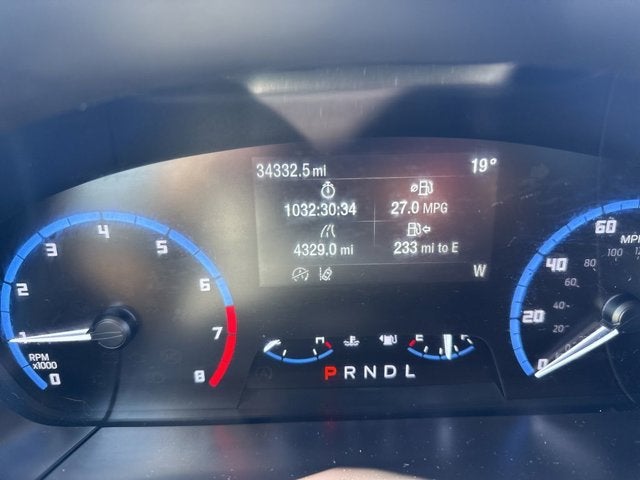 34332.5 mi 19°
1032:30:34 27.0 MPG
4329.0 mi 233 mi to E
W
0 1 2 3 4 5 6 7 8
RPM
x1000
C H E F
P R N D L
0 20 40 60
MPH
20 40 60 80 100